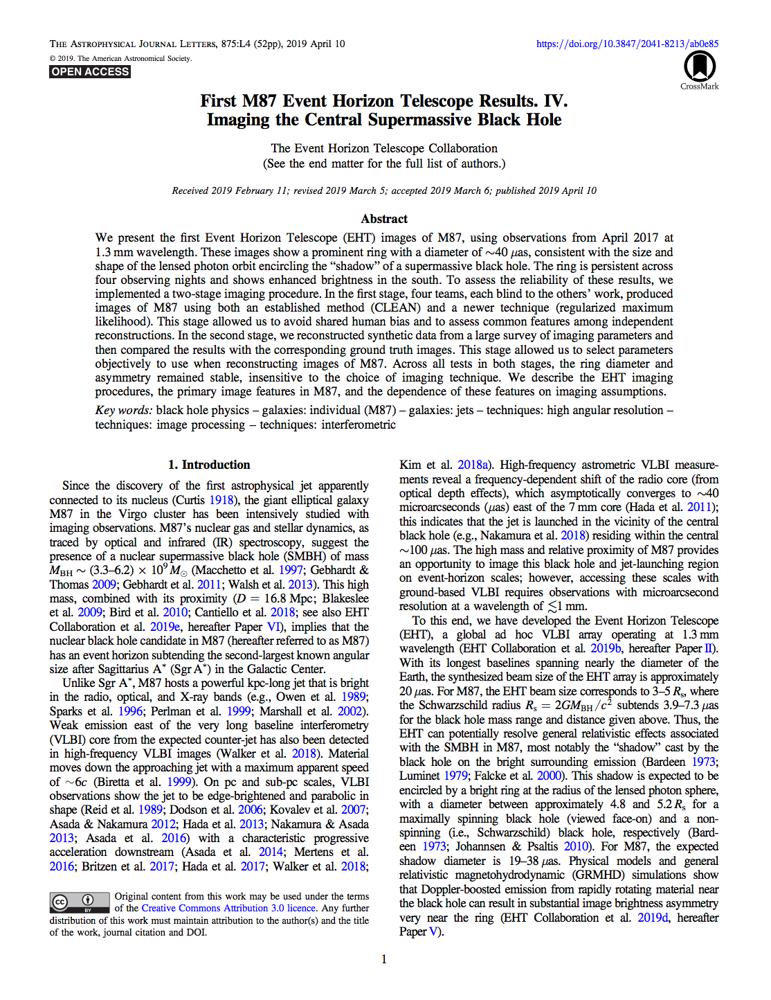 THE ASTROPHYSICAL JOURNAL LETTERS, 875:L4 (52pp), 2019 April 10
https://doi.org/10.3847/2041-8213/ab0e85
© 2019. The American Astronomical Society.
OPEN ACCESS
CrossMark
First M87 Event Horizon Telescope Results. IV.
Imaging the Central Supermassive Black Hole
The Event Horizon Telescope Collaboration
(See the end matter for the full list of authors.)
Received 2019 February 11; revised 2019 March 5; accepted 2019 March 6; published 2019 April 10
Abstract
We present the first Event Horizon Telescope (EHT) images of M87, using observations from April 2017 at
1.3 mm wavelength. These images show a prominent ring with a diameter of ~40 μas, consistent with the size and
shape of the lensed photon orbit encircling the “shadow” of a supermassive black hole. The ring is persistent across
four observing nights and shows enhanced brightness in the south. To assess the reliability of these results, we
implemented a two-stage imaging procedure. In the first stage, four teams, each blind to the others’ work, produced
images of M87 using both an established method (CLEAN) and a newer technique (regularized maximum
likelihood). This stage allowed us to avoid shared human bias and to assess common features among independent
reconstructions. In the second stage, we reconstructed synthetic data from a large survey of imaging parameters and
then compared the results with the corresponding ground truth images. This stage allowed us to select parameters
objectively to use when reconstructing images of M87. Across all tests in both stages, the ring diameter and
asymmetry remained stable, insensitive to the choice of imaging technique. We describe the EHT imaging
procedures, the primary image features in M87, and the dependence of these features on imaging assumptions.
Key words: black hole physics – galaxies: individual (M87) – galaxies: jets – techniques: high angular resolution –
techniques: image processing – techniques: interferometric
1. Introduction
Since the discovery of the first astrophysical jet apparently
connected to its nucleus (Curtis 1918), the giant elliptical galaxy
M87 in the Virgo cluster has been intensively studied with
imaging observations. M87’s nuclear gas and stellar dynamics, as
traced by optical and infrared (IR) spectroscopy, suggest the
presence of a nuclear supermassive black hole (SMBH) of mass
M_BH ~ (3.3–6.2) × 10⁹ M⊙ (Macchetto et al. 1997; Gebhardt &
Thomas 2009; Gebhardt et al. 2011; Walsh et al. 2013). This high
mass, combined with its proximity (D = 16.8 Mpc; Blakeslee
et al. 2009; Bird et al. 2010; Cantiello et al. 2018; see also EHT
Collaboration et al. 2019e, hereafter Paper VI), implies that the
nuclear black hole candidate in M87 (hereafter referred to as M87)
has an event horizon subtending the second-largest known angular
size after Sagittarius A* (Sgr A*) in the Galactic Center.
Unlike Sgr A*, M87 hosts a powerful kpc-long jet that is bright
in the radio, optical, and X-ray bands (e.g., Owen et al. 1989;
Sparks et al. 1996; Perlman et al. 1999; Marshall et al. 2002).
Weak emission east of the very long baseline interferometry
(VLBI) core from the expected counter-jet has also been detected
in high-frequency VLBI images (Walker et al. 2018). Material
moves down the approaching jet with a maximum apparent speed
of ~6c (Biretta et al. 1999). On pc and sub-pc scales, VLBI
observations show the jet to be edge-brightened and parabolic in
shape (Reid et al. 1989; Dodson et al. 2006; Kovalev et al. 2007;
Asada & Nakamura 2012; Hada et al. 2013; Nakamura & Asada
2013; Asada et al. 2016) with a characteristic progressive
acceleration downstream (Asada et al. 2014; Mertens et al.
2016; Britzen et al. 2017; Hada et al. 2017; Walker et al. 2018;
cc BY
Original content from this work may be used under the terms
of the Creative Commons Attribution 3.0 licence. Any further
distribution of this work must maintain attribution to the author(s) and the title
of the work, journal citation and DOI.
Kim et al. 2018a). High-frequency astrometric VLBI measure-
ments reveal a frequency-dependent shift of the radio core (from
optical depth effects), which asymptotically converges to ~40
microarcseconds (μas) east of the 7 mm core (Hada et al. 2011);
this indicates that the jet is launched in the vicinity of the central
black hole (e.g., Nakamura et al. 2018) residing within the central
~100 μas. The high mass and relative proximity of M87 provides
an opportunity to image this black hole and jet-launching region
on event-horizon scales; however, accessing these scales with
ground-based VLBI requires observations with microarcsecond
resolution at a wavelength of ≲1 mm.
To this end, we have developed the Event Horizon Telescope
(EHT), a global ad hoc VLBI array operating at 1.3 mm
wavelength (EHT Collaboration et al. 2019b, hereafter Paper II).
With its longest baselines spanning nearly the diameter of the
Earth, the synthesized beam size of the EHT array is approximately
20 μas. For M87, the EHT beam size corresponds to 3–5 R_s, where
the Schwarzschild radius R_s = 2GM_BH/c² subtends 3.9–7.3 μas
for the black hole mass range and distance given above. Thus, the
EHT can potentially resolve general relativistic effects associated
with the SMBH in M87, most notably the “shadow” cast by the
black hole on the bright surrounding emission (Bardeen 1973;
Luminet 1979; Falcke et al. 2000). This shadow is expected to be
encircled by a bright ring at the radius of the lensed photon sphere,
with a diameter between approximately 4.8 and 5.2 R_s for a
maximally spinning black hole (viewed face-on) and a non-
spinning (i.e., Schwarzschild) black hole, respectively (Bard-
een 1973; Johannsen & Psaltis 2010). For M87, the expected
shadow diameter is 19–38 μas. Physical models and general
relativistic magnetohydrodynamic (GRMHD) simulations show
that Doppler-boosted emission from rapidly rotating material near
the black hole can result in substantial image brightness asymmetry
very near the ring (EHT Collaboration et al. 2019d, hereafter
Paper V).
1